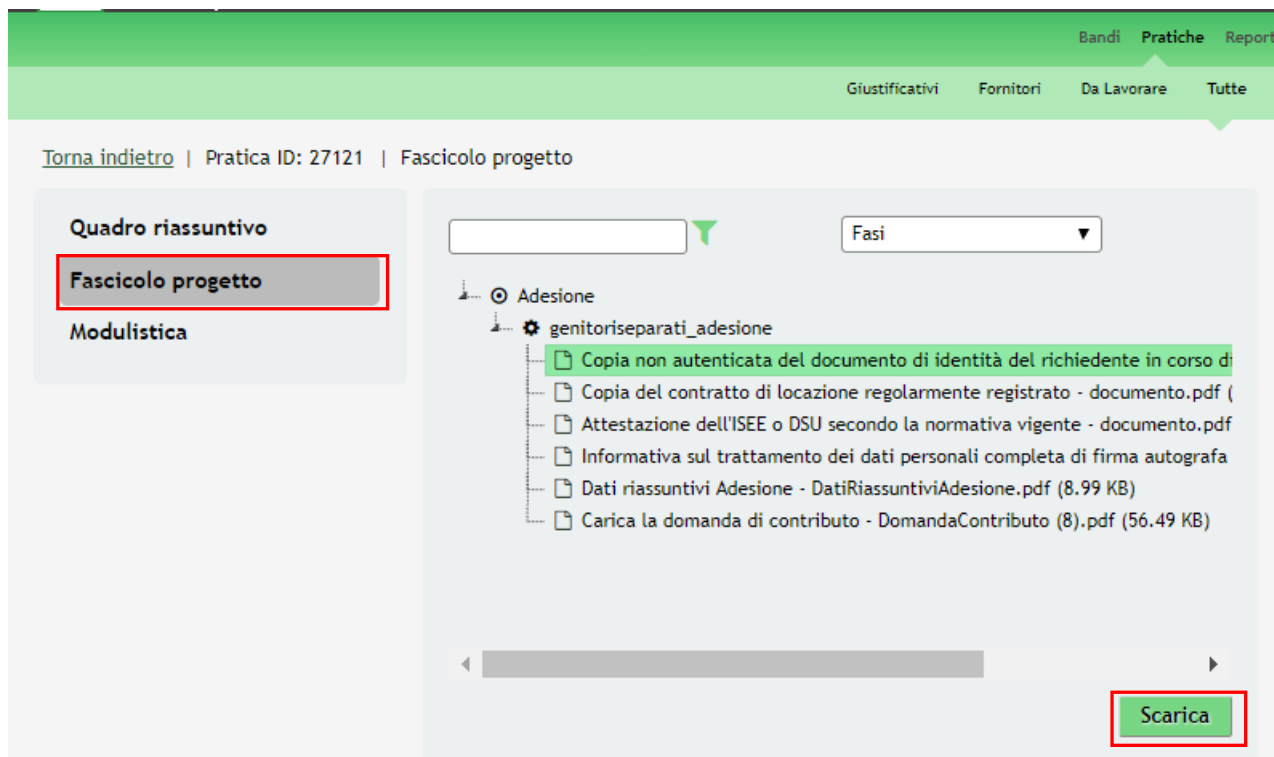 Bandi Pratiche Report
Giustificativi Fornitori Da Lavorare Tutte
Torna indietro | Pratica ID: 27121 | Fascicolo progetto
Quadro riassuntivo
Fascicolo progetto
Modulistica
Fasi
Adesione
genitoriseparati_adesione
Copia non autenticata del documento di identità del richiedente in corso di
Copia del contratto di locazione regolarmente registrato - documento.pdf (
Attestazione dell'ISEE o DSU secondo la normativa vigente - documento.pdf
Informativa sul trattamento dei dati personali completa di firma autografa
Dati riassuntivi Adesione - DatiRiassuntiviAdesione.pdf (8.99 KB)
Carica la domanda di contributo - DomandaContributo (8).pdf (56.49 KB)
Scarica